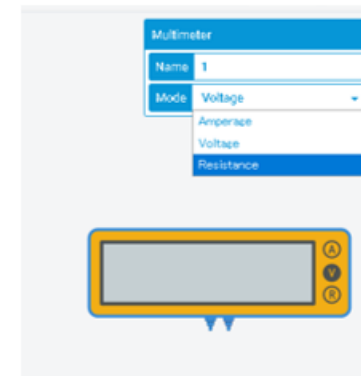 Multimeter
Name 1
Mode Voltage
Amperage
Voltage
Resistance
A
V
R